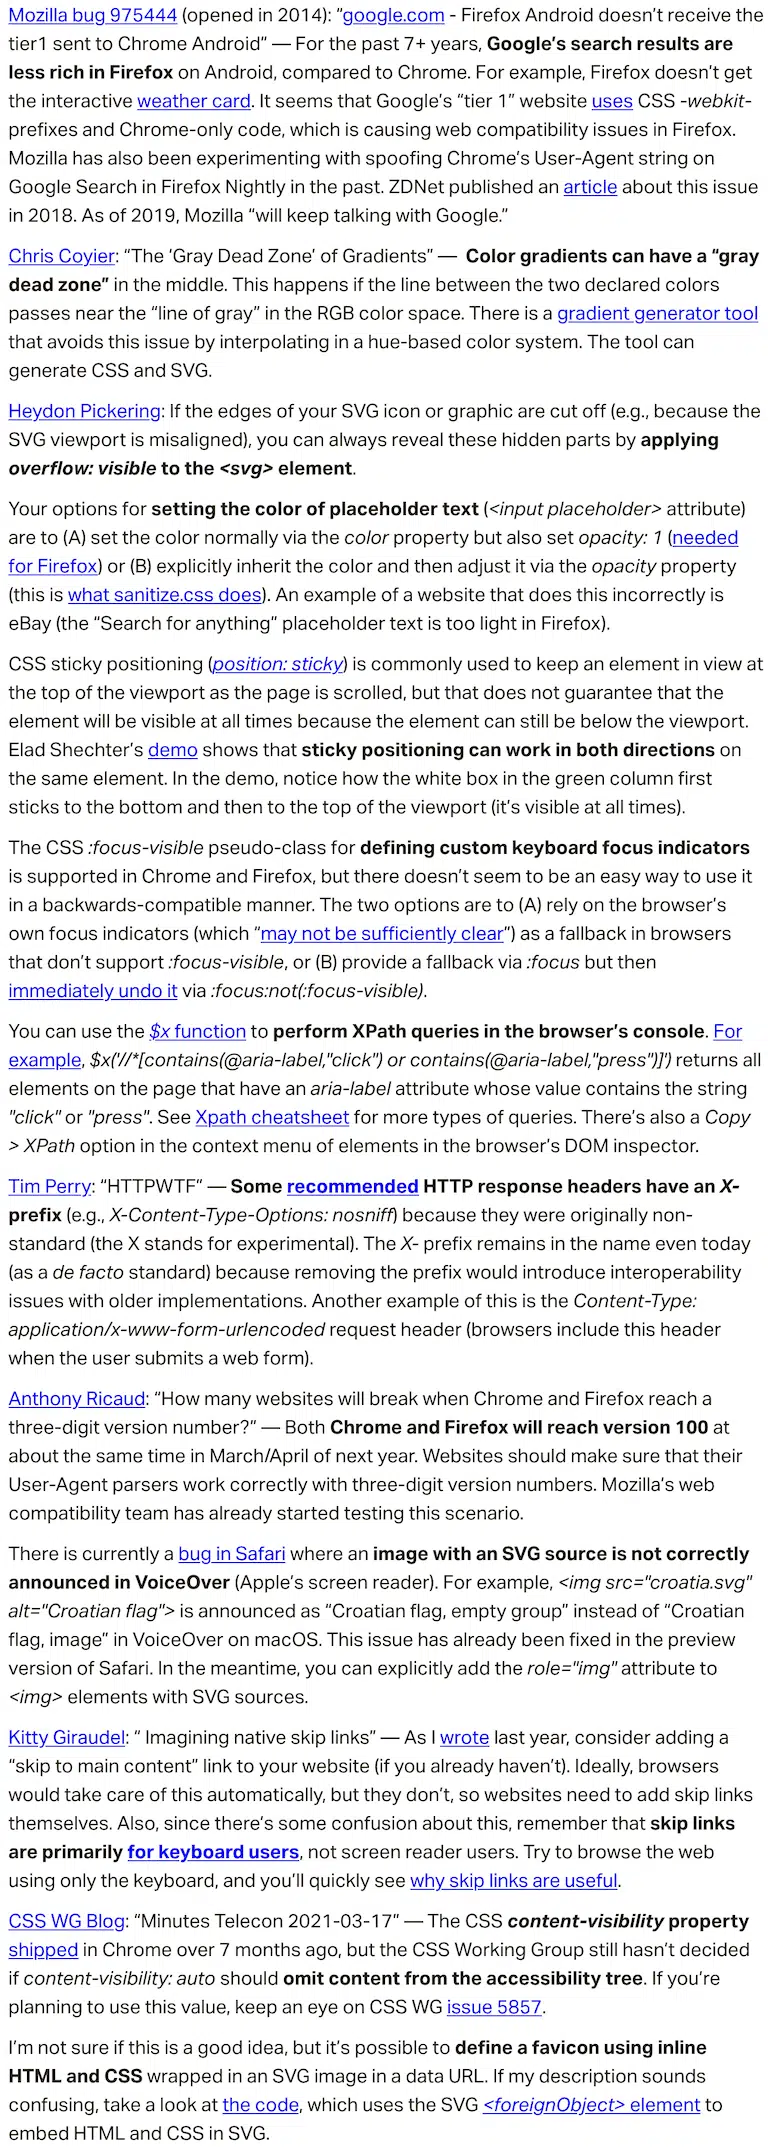 Mozilla bug 975444 (opened in 2014): “google.com - Firefox Android doesn’t receive the
tier1 sent to Chrome Android” — For the past 7+ years, Google’s search results are
less rich in Firefox on Android, compared to Chrome. For example, Firefox doesn’t get
the interactive weather card. It seems that Google’s “tier 1” website uses CSS -webkit-
prefixes and Chrome-only code, which is causing web compatibility issues in Firefox.
Mozilla has also been experimenting with spoofing Chrome’s User-Agent string on
Google Search in Firefox Nightly in the past. ZDNet published an article about this issue
in 2018. As of 2019, Mozilla “will keep talking with Google.”
Chris Coyier: “The ‘Gray Dead Zone’ of Gradients” — Color gradients can have a “gray
dead zone” in the middle. This happens if the line between the two declared colors
passes near the “line of gray” in the RGB color space. There is a gradient generator tool
that avoids this issue by interpolating in a hue-based color system. The tool can
generate CSS and SVG.
Heydon Pickering: If the edges of your SVG icon or graphic are cut off (e.g., because the
SVG viewport is misaligned), you can always reveal these hidden parts by applying
overflow: visible to the <svg> element.
Your options for setting the color of placeholder text (<input placeholder> attribute)
are to (A) set the color normally via the color property but also set opacity: 1 (needed
for Firefox) or (B) explicitly inherit the color and then adjust it via the opacity property
(this is what sanitize.css does). An example of a website that does this incorrectly is
eBay (the “Search for anything” placeholder text is too light in Firefox).
CSS sticky positioning (position: sticky) is commonly used to keep an element in view at
the top of the viewport as the page is scrolled, but that does not guarantee that the
element will be visible at all times because the element can still be below the viewport.
Elad Shechter’s demo shows that sticky positioning can work in both directions on
the same element. In the demo, notice how the white box in the green column first
sticks to the bottom and then to the top of the viewport (it’s visible at all times).
The CSS :focus-visible pseudo-class for defining custom keyboard focus indicators
is supported in Chrome and Firefox, but there doesn’t seem to be an easy way to use it
in a backwards-compatible manner. The two options are to (A) rely on the browser’s
own focus indicators (which “may not be sufficiently clear”) as a fallback in browsers
that don’t support :focus-visible, or (B) provide a fallback via :focus but then
immediately undo it via :focus:not(:focus-visible).
You can use the $x function to perform XPath queries in the browser’s console. For
example, $x('//*[contains(@aria-label,"click") or contains(@aria-label,"press")]') returns all
elements on the page that have an aria-label attribute whose value contains the string
"click" or "press". See Xpath cheatsheet for more types of queries. There’s also a Copy
> XPath option in the context menu of elements in the browser’s DOM inspector.
Tim Perry: “HTTPWTF” — Some recommended HTTP response headers have an X-
prefix (e.g., X-Content-Type-Options: nosniff) because they were originally non-
standard (the X stands for experimental). The X- prefix remains in the name even today
(as a de facto standard) because removing the prefix would introduce interoperability
issues with older implementations. Another example of this is the Content-Type:
application/x-www-form-urlencoded request header (browsers include this header
when the user submits a web form).
Anthony Ricaud: “How many websites will break when Chrome and Firefox reach a
three-digit version number?” — Both Chrome and Firefox will reach version 100 at
about the same time in March/April of next year. Websites should make sure that their
User-Agent parsers work correctly with three-digit version numbers. Mozilla’s web
compatibility team has already started testing this scenario.
There is currently a bug in Safari where an image with an SVG source is not correctly
announced in VoiceOver (Apple’s screen reader). For example, <img src="croatia.svg"
alt="Croatian flag"> is announced as “Croatian flag, empty group” instead of “Croatian
flag, image” in VoiceOver on macOS. This issue has already been fixed in the preview
version of Safari. In the meantime, you can explicitly add the role="img" attribute to
<img> elements with SVG sources.
Kitty Giraudel: “ Imagining native skip links” — As I wrote last year, consider adding a
“skip to main content” link to your website (if you already haven’t). Ideally, browsers
would take care of this automatically, but they don’t, so websites need to add skip links
themselves. Also, since there’s some confusion about this, remember that skip links
are primarily for keyboard users, not screen reader users. Try to browse the web
using only the keyboard, and you’ll quickly see why skip links are useful.
CSS WG Blog: “Minutes Telecon 2021-03-17” — The CSS content-visibility property
shipped in Chrome over 7 months ago, but the CSS Working Group still hasn’t decided
if content-visibility: auto should omit content from the accessibility tree. If you’re
planning to use this value, keep an eye on CSS WG issue 5857.
I’m not sure if this is a good idea, but it’s possible to define a favicon using inline
HTML and CSS wrapped in an SVG image in a data URL. If my description sounds
confusing, take a look at the code, which uses the SVG <foreignObject> element to
embed HTML and CSS in SVG.